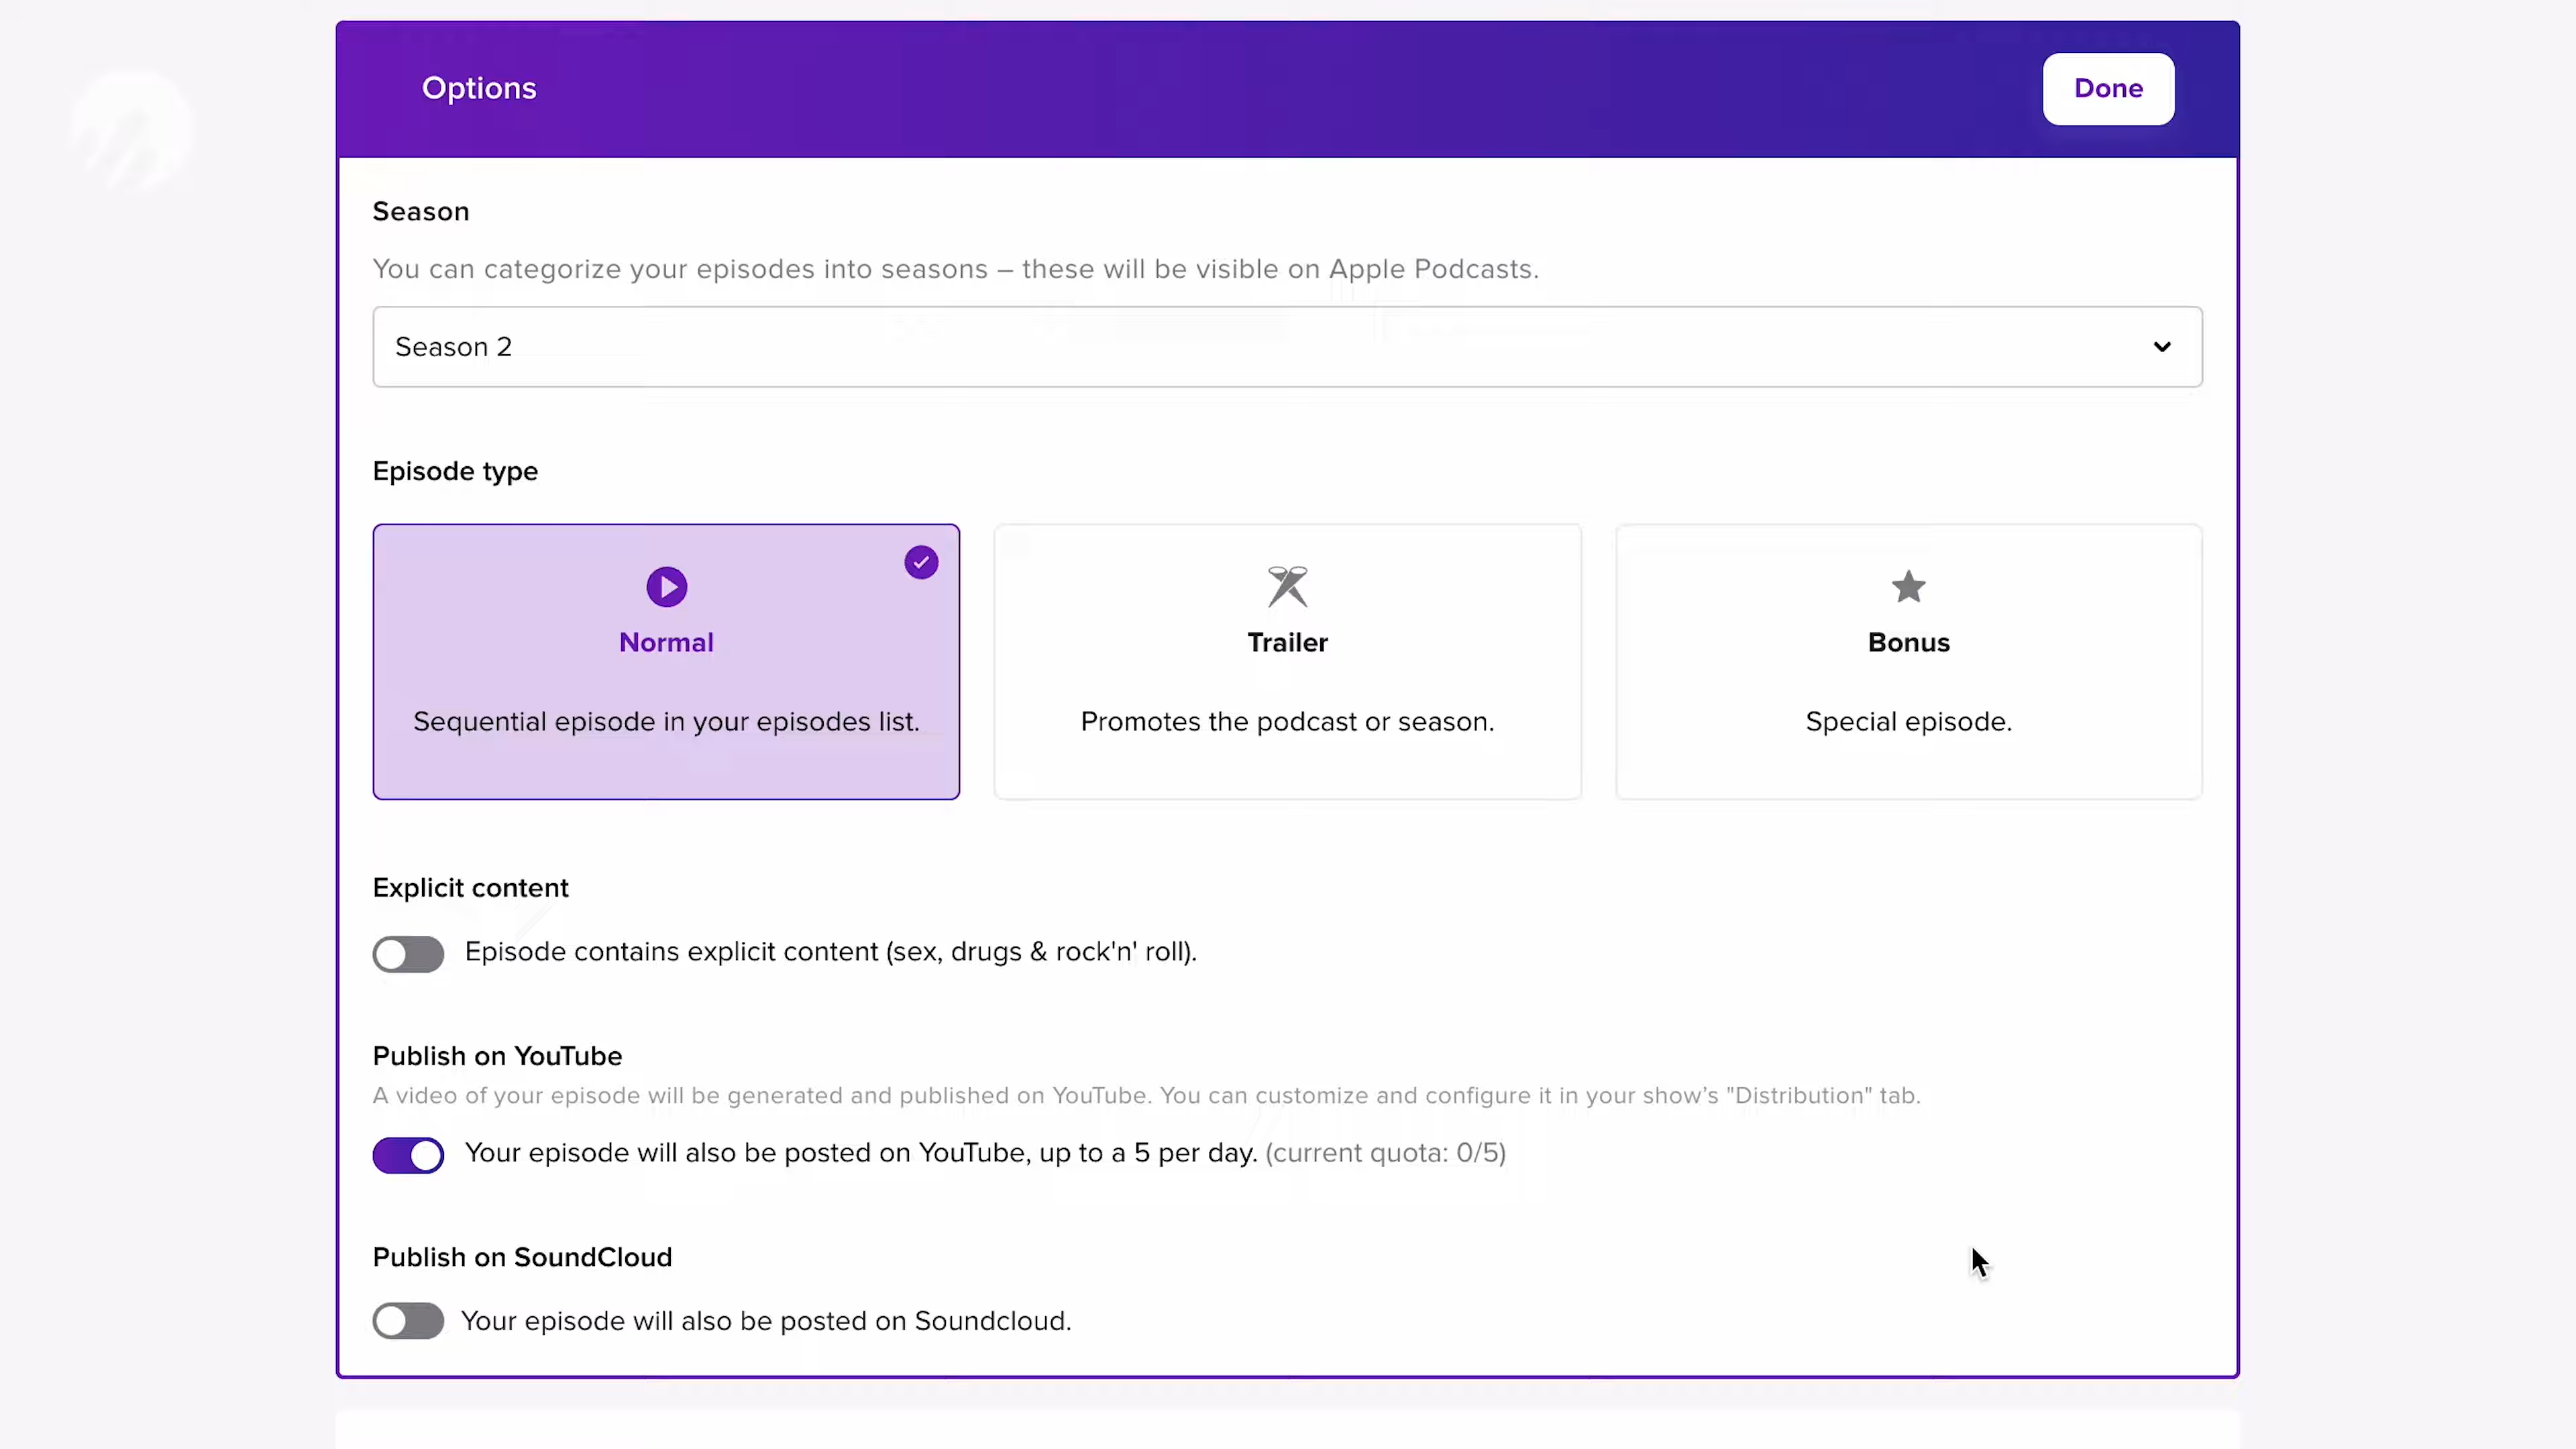 Options
Done
Season
You can categorize your episodes into seasons – these will be visible on Apple Podcasts.
Season 2
Episode type
Normal
Sequential episode in your episodes list.
Trailer
Promotes the podcast or season.
Bonus
Special episode.
Explicit content
Episode contains explicit content (sex, drugs & rock'n' roll).
Publish on YouTube
A video of your episode will be generated and published on YouTube. You can customize and configure it in your show’s "Distribution" tab.
Your episode will also be posted on YouTube, up to a 5 per day. (current quota: 0/5)
Publish on SoundCloud
Your episode will also be posted on Soundcloud.